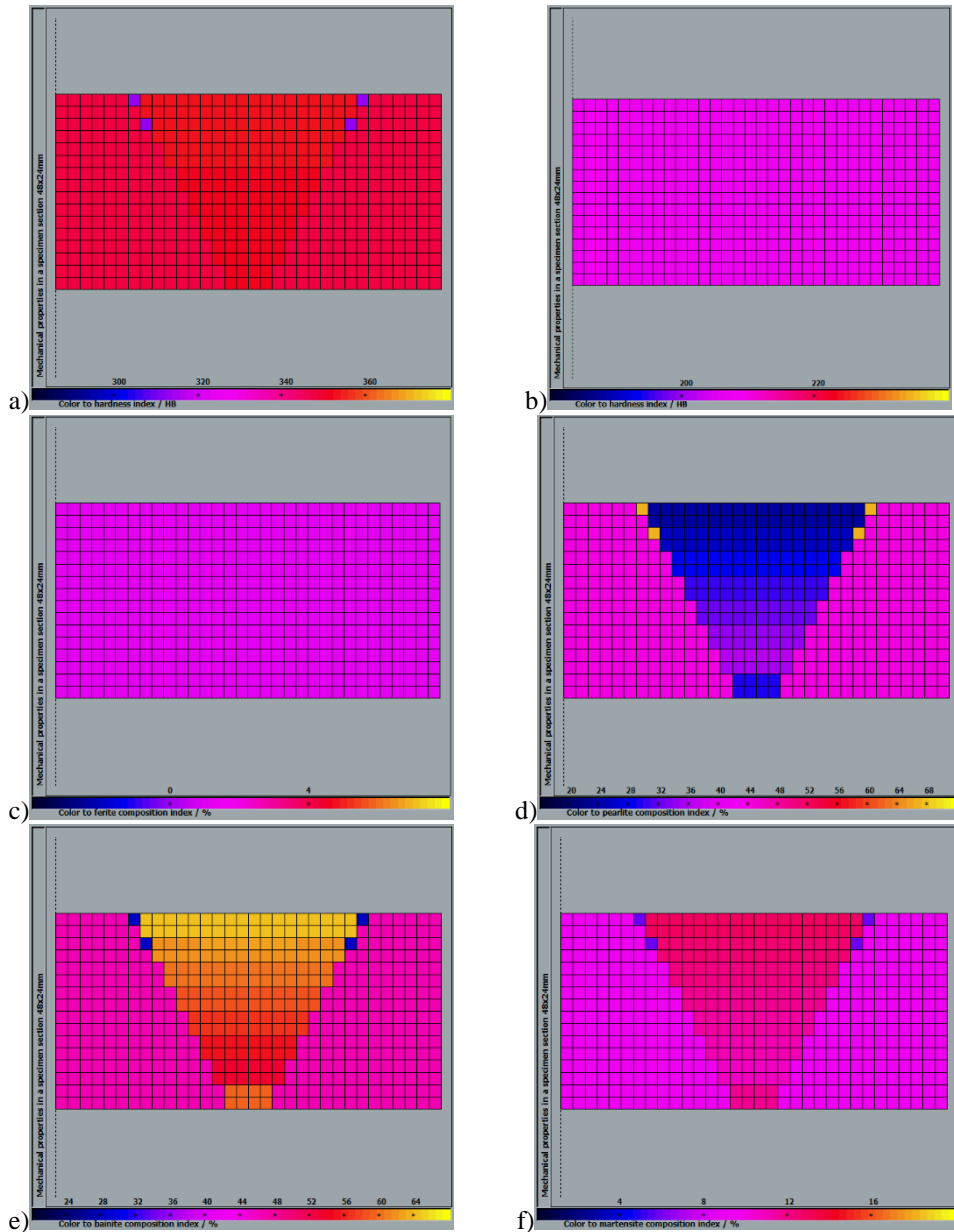 Mechanical properties in a specimen section 48x24mm
300 320 340 360
a) Color to hardness index / HB
Mechanical properties in a specimen section 48x24mm
200 220
b) Color to hardness index / HB
Mechanical properties in a specimen section 48x24mm
0 4
c) Color to ferite composition index / %
Mechanical properties in a specimen section 48x24mm
20 24 28 32 36 40 44 48 52 56 60 64 68
d) Color to pearlite composition index / %
Mechanical properties in a specimen section 48x24mm
24 28 32 36 40 44 48 52 56 60 64
e) Color to bainite composition index / %
Mechanical properties in a specimen section 48x24mm
4 8 12 16
f) Color to martensite composition index / %